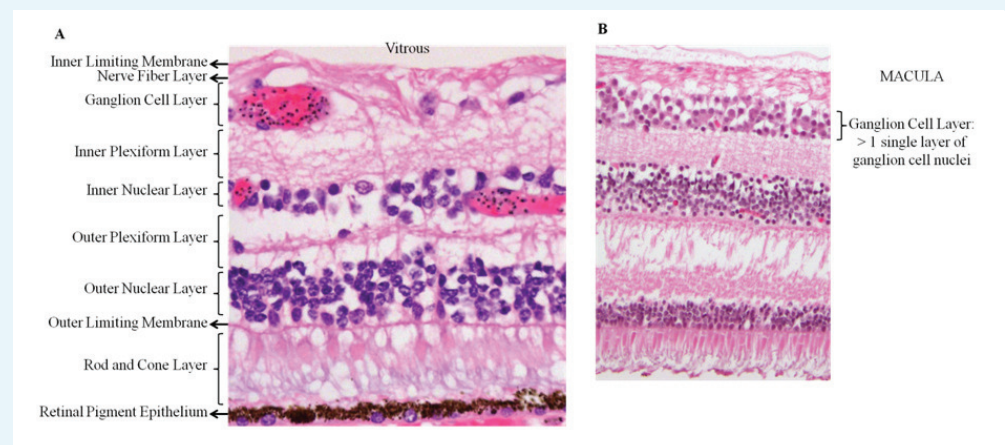 A
Vitrous
Inner Limiting Membrane
Nerve Fiber Layer
Ganglion Cell Layer
Inner Plexiform Layer
Inner Nuclear Layer
Outer Plexiform Layer
Outer Nuclear Layer
Outer Limiting Membrane
Rod and Cone Layer
Retinal Pigment Epithelium
B
MACULA
Ganglion Cell Layer:
> 1 single layer of
ganglion cell nuclei